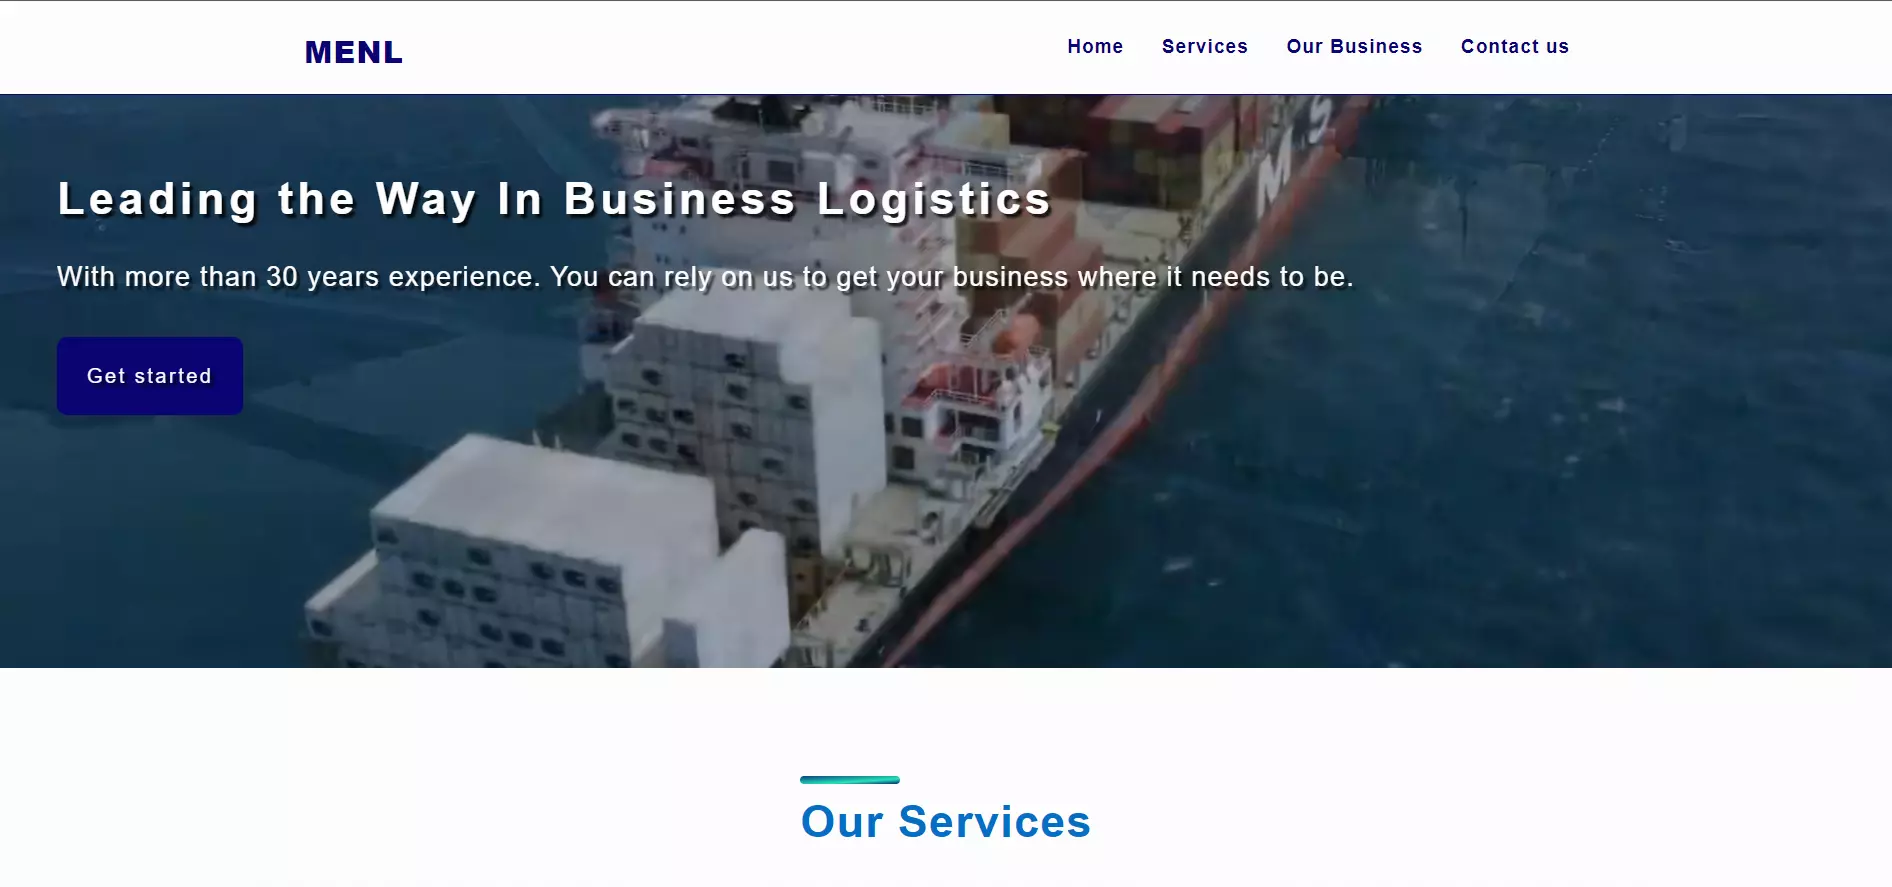 MENL
Home
Services
Our Business
Contact us
Leading the Way In Business Logistics
With more than 30 years experience. You can rely on us to get your business where it needs to be.
Get started
Our Services